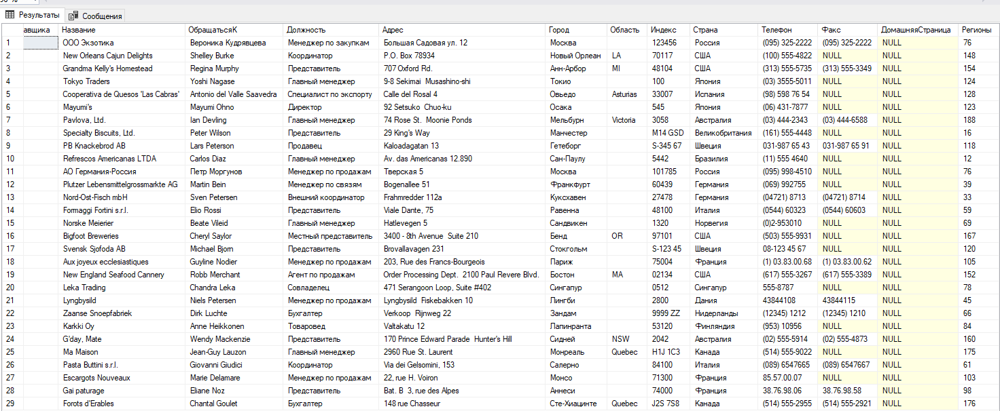 Результаты Сообщения
авщика Название ОбращатьсяК Должность Адрес Город Область Индекс Страна Телефон Факс ДомашняяСтраница Регионы
1 ООО Экзотика Вероника Кудрявцева Менеджер по закупкам Большая Садовая ул. 12 Москва 123456 Россия (095) 325-2222 (095) 325-2222 NULL 76
2 New Orleans Cajun Delights Shelley Burke Координатор P.O. Box 78934 Новый Орлеан LA 70117 США (100) 555-4822 NULL NULL 148
3 Grandma Kelly's Homestead Regina Murphy Представитель 707 Oxford Rd. Анн-Арбор MI 48104 США (313) 555-5735 (313) 555-3349 NULL 154
4 Tokyo Traders Yoshi Nagase Главный менеджер 9-8 Sekimai Musashino-shi Токио 100 Япония (03) 3555-5011 NULL NULL 124
5 Cooperativa de Quesos 'Las Cabras' Antonio del Valle Saavedra Специалист по экспорту Calle del Rosal 4 Овьедо Asturias 33007 Испания (98) 598 76 54 NULL NULL 128
6 Mayumi's Mayumi Ohno Директор 92 Setsuko Chuo-ku Осака 545 Япония (06) 431-7877 NULL NULL 123
7 Pavlova, Ltd. Ian Devling Главный менеджер 74 Rose St. Moonie Ponds Мельбурн Victoria 3058 Австралия (03) 444-2343 (03) 444-6588 NULL 188
8 Specialty Biscuits, Ltd. Peter Wilson Представитель 29 King's Way Манчестер M14 GSD Великобритания (161) 555-4448 NULL NULL 16
9 PB Knackebrod AB Lars Peterson Продавец Kaloadagatan 13 Гетеборг S-345 67 Швеция 031-987 65 43 031-987 65 91 NULL 118
10 Refrescos Americanas LTDA Carlos Diaz Главный менеджер Av. das Americanas 12.890 Сан-Паулу 5442 Бразилия (11) 555 4640 NULL NULL 12
11 АО Германия-Россия Петр Моргунов Менеджер по продажам Тверская 5 Москва 101785 Россия (095) 998-4510 NULL NULL 76
12 Plutzer Lebensmittelgrossmarkte AG Martin Bein Менеджер по связям Bogenallee 51 Франкфурт 60439 Германия (069) 992755 NULL NULL 39
13 Nord-Ost-Fisch mbH Sven Petersen Внешний координатор Frahmredder 112a Куксхавен 27478 Германия (04721) 8713 (04721) 8714 NULL 33
14 Formaggi Fortini s.r.l. Elio Rossi Представитель Viale Dante, 75 Равенна 48100 Италия (0544) 60323 (0544) 60603 NULL 59
15 Norske Meierier Beate Vileid Главный менеджер Hatlevegen 5 Сандвикен 1320 Норвегия (0)2-953010 NULL NULL 69
16 Bigfoot Breweries Cheryl Saylor Местный представитель 3400 - 8th Avenue Suite 210 Бенд OR 97101 США (503) 555-9931 NULL NULL 167
17 Svensk Sjofoda AB Michael Bjorn Представитель Brovallavagen 231 Стокгольм S-123 45 Швеция 08-123 45 67 NULL NULL 120
18 Aux joyeux ecclesiastiques Guyline Nodier Менеджер по продажам 203, Rue des Francs-Bourgeois Париж 75004 Франция (1) 03.83.00.68 (1) 03.83.00.62 NULL 105
19 New England Seafood Cannery Robb Merchant Агент по продажам Order Processing Dept. 2100 Paul Revere Blvd. Бостон MA 02134 США (617) 555-3267 (617) 555-3389 NULL 152
20 Leka Trading Chandra Leka Совладелец 471 Serangoon Loop, Suite #402 Сингапур 0512 Сингапур 555-8787 NULL NULL 78
21 Lyngbysild Niels Petersen Менеджер по продажам Lyngbysild Fiskebakken 10 Лингби 2800 Дания 43844108 43844115 NULL 45
22 Zaanse Snoepfabriek Dirk Luchte Бухгалтер Verkoop Rijnweg 22 Зандам 9999 ZZ Нидерланды (12345) 1212 (12345) 1210 NULL 66
23 Karkki Oy Anne Heikkonen Товаровед Valtakatu 12 Лапинранта 53120 Финляндия (953) 10956 NULL NULL 84
24 G'day, Mate Wendy Mackenzie Представитель 170 Prince Edward Parade Hunter's Hill Сидней NSW 2042 Австралия (02) 555-5914 (02) 555-4873 NULL 160
25 Ma Maison Jean-Guy Lauzon Главный менеджер 2960 Rue St. Laurent Монреаль Quebec H1J 1C3 Канада (514) 555-9022 NULL NULL 175
26 Pasta Buttini s.r.l. Giovanni Giudici Координатор Via dei Gelsomini, 153 Салерно 84100 Италия (089) 6547665 (089) 6547667 NULL 61
27 Escargots Nouveaux Marie Delamare Менеджер по продажам 22, rue H. Voiron Монсо 71300 Франция 85.57.00.07 NULL NULL 103
28 Gai paturage Eliane Noz Представитель Bat. B 3, rue des Alpes Аннеси 74000 Франция 38.76.98.06 38.76.98.58 NULL 98
29 Forots d'Erables Chantal Goulet Бухгалтер 148 rue Chasseur Сте-Хиацинте Quebec J2S 7S8 Канада (514) 555-2955 (514) 555-2921 NULL 176